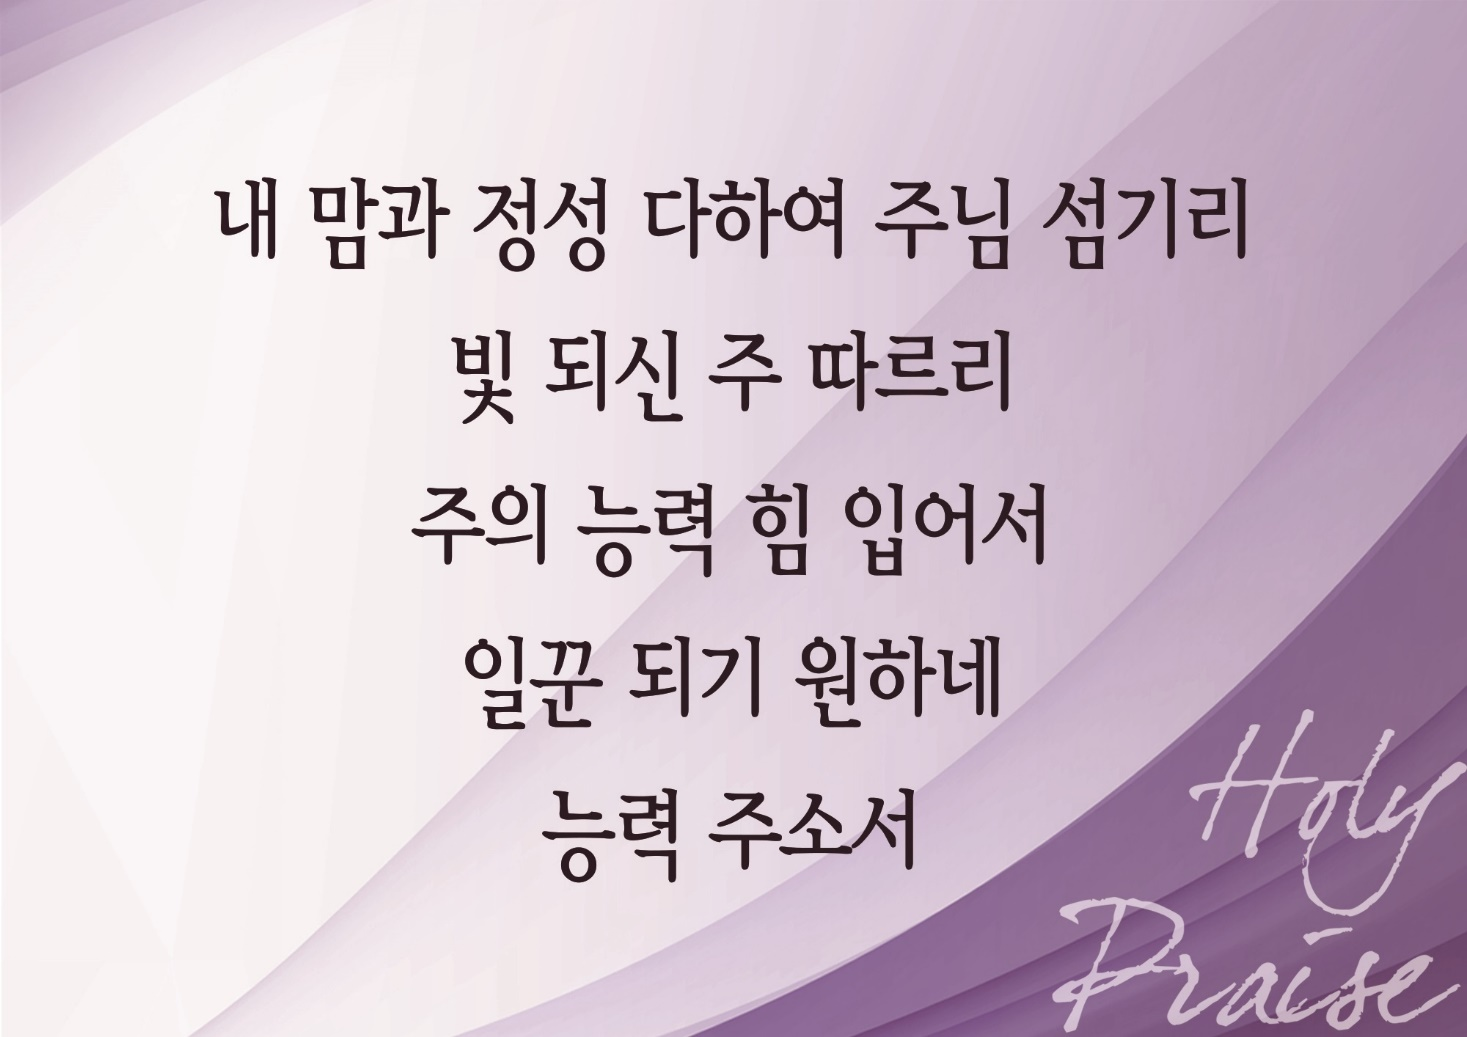 내 맘과 정성 다하여 주님 섬기리
빛 되신 주 따르리
주의 능력 힘 입어서
일꾼 되기 원하네
능력 주소서
Holy
Praise